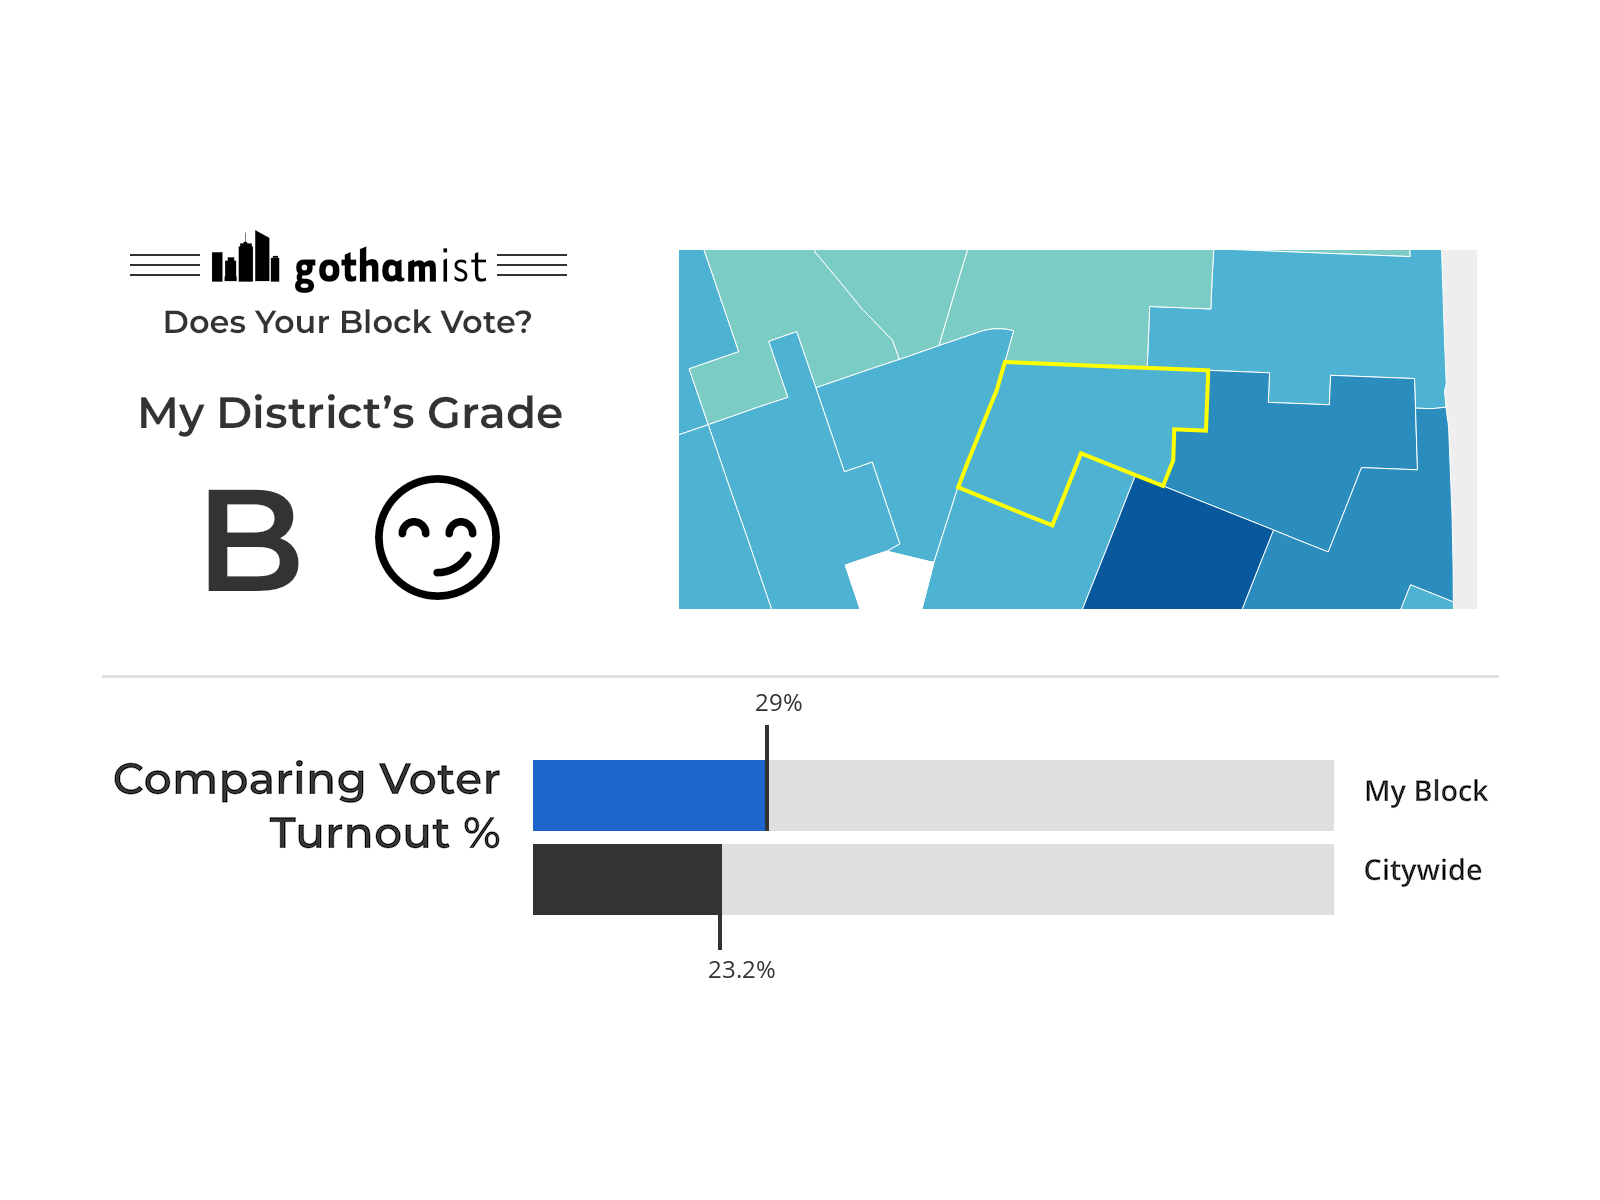 gothamist
Does Your Block Vote?
My District’s Grade
B
29%
Comparing Voter
Turnout %
My Block
Citywide
23.2%